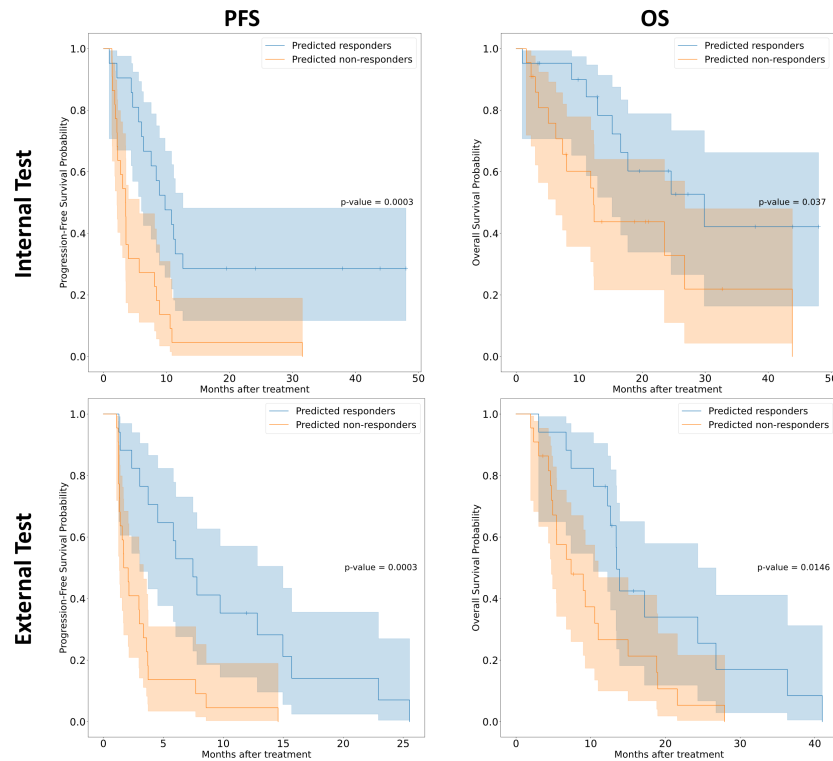 PFS
OS
Internal Test
Progression-Free Survival Probability
1.0
0.8
0.6
0.4
0.2
0.0
Predicted responders
Predicted non-responders
p-value = 0.0003
0
10
20
30
40
50
Months after treatment
Overall Survival Probability
1.0
0.8
0.6
0.4
0.2
0.0
Predicted responders
Predicted non-responders
p-value = 0.037
0
10
20
30
40
50
Months after treatment
External Test
Progression-Free Survival Probability
1.0
0.8
0.6
0.4
0.2
0.0
Predicted responders
Predicted non-responders
p-value = 0.0003
0
5
10
15
20
25
Months after treatment
Overall Survival Probability
1.0
0.8
0.6
0.4
0.2
0.0
Predicted responders
Predicted non-responders
p-value = 0.0146
0
10
20
30
40
Months after treatment